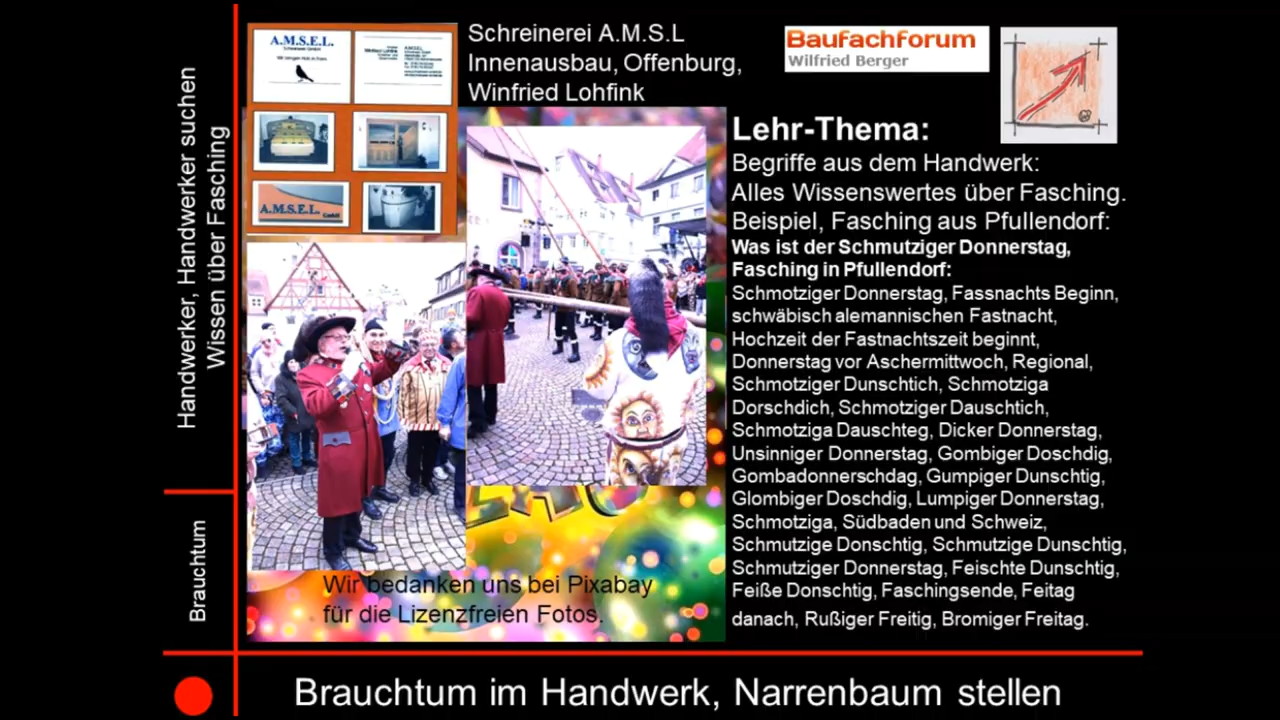 Handwerker, Handwerker suchen
Wissen über Fasching
Brauchtum
A.M.S.E.L.
AMSEL
A.M.S.E.L. GmbH
Schreinerei A.M.S.L
Innenausbau, Offenburg,
Winfried Lohfink
BauFachForum
Wilfried Berger
Lehr-Thema:
Begriffe aus dem Handwerk:
Alles Wissenswertes über Fasching.
Beispiel, Fasching aus Pfullendorf:
Was ist der Schmutziger Donnerstag,
Fasching in Pfullendorf:
Schmotziger Donnerstag, Fassnachts Beginn,
schwäbisch alemannischen Fastnacht,
Hochzeit der Fastnachtszeit beginnt,
Donnerstag vor Aschermittwoch, Regional,
Schmotziger Dunschtich, Schmotziga
Dorschdich, Schmotziger Dauschtich,
Schmotziga Dauschteg, Dicker Donnerstag,
Unsinniger Donnerstag, Gombiger Doschdig,
Gombadonnerschdag, Gumpiger Dunschtig,
Glombiger Doschdig, Lumpiger Donnerstag,
Schmotziga, Südbaden und Schweiz,
Schmutzige Donschtig, Schmutzige Dunschtig,
Schmutziger Donnerstag, Feischte Dunschtig,
Feiße Donschtig, Faschingsende, Feitag
danach, Rußiger Freitig, Bromiger Freitag.
Wir bedanken uns bei Pixabay
für die Lizenzfreien Fotos.
Brauchtum im Handwerk, Narrenbaum stellen